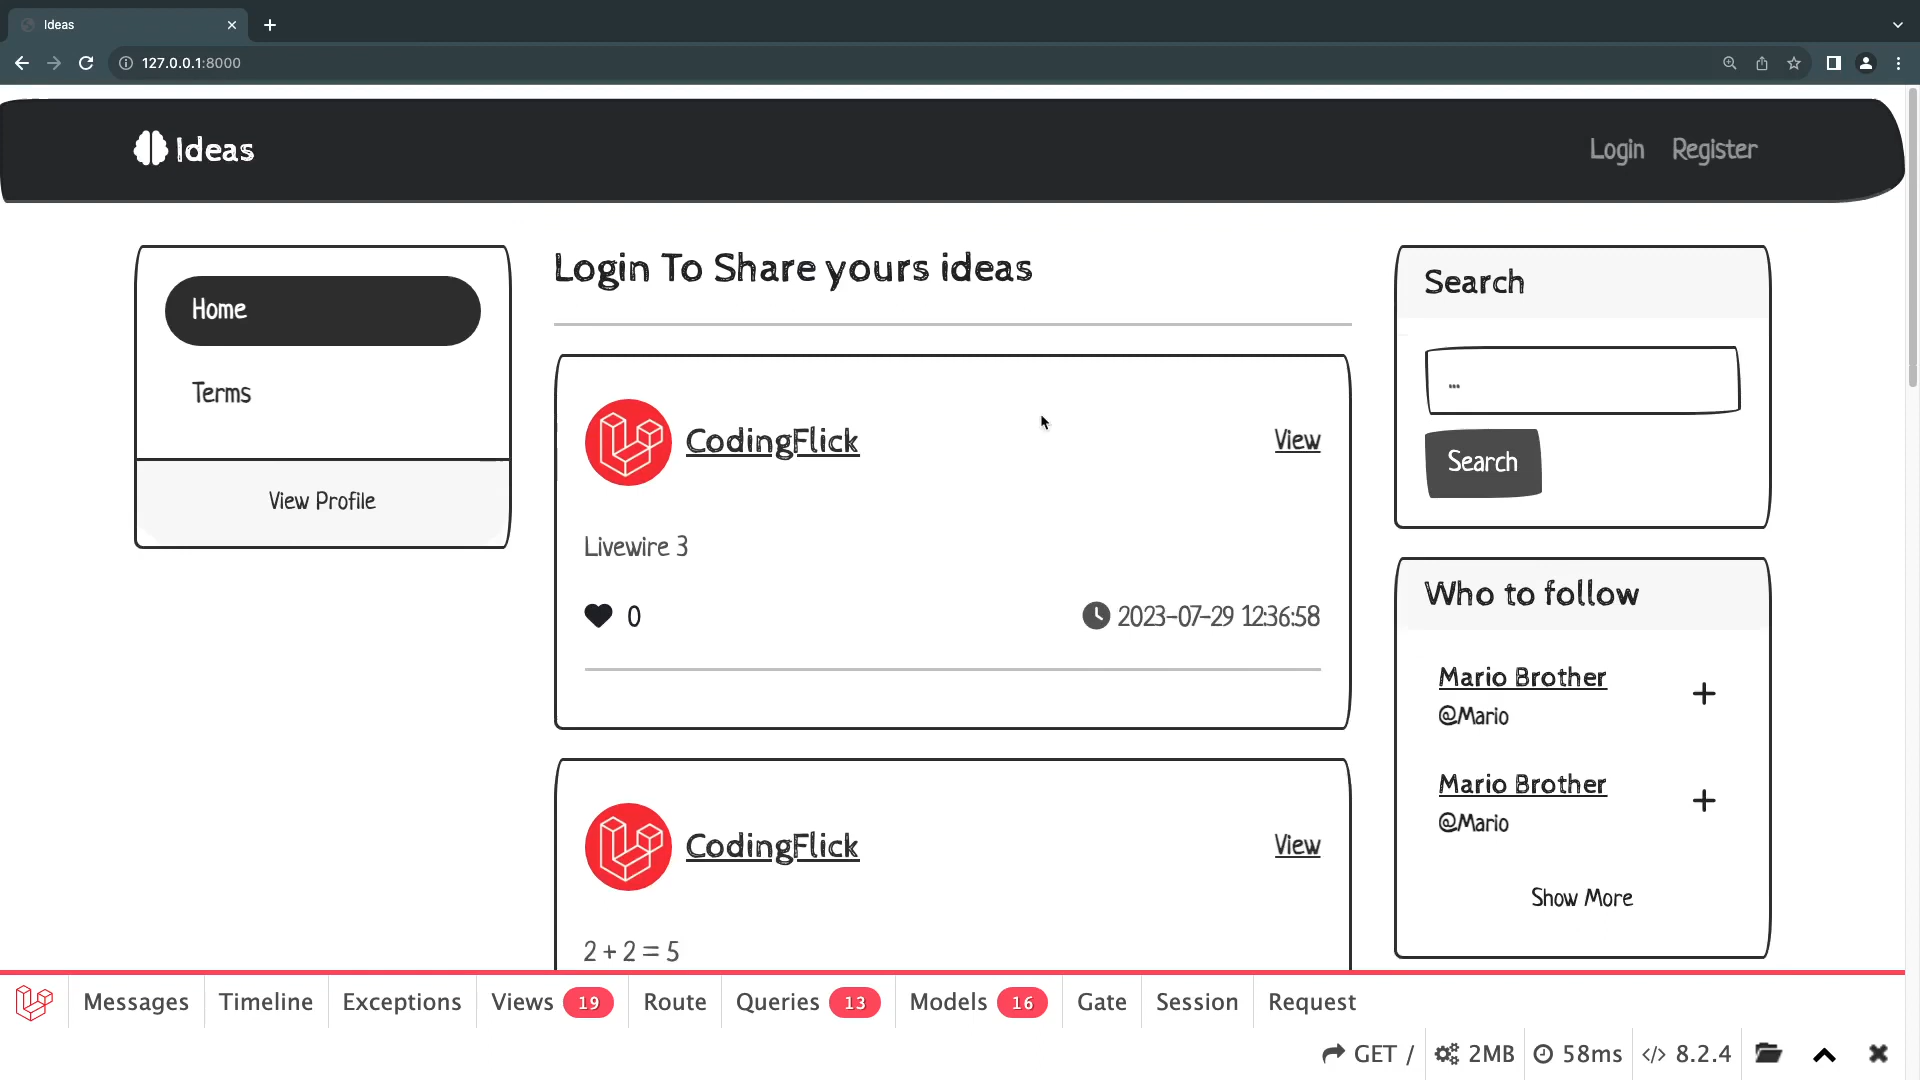 Ideas
127.0.0.1:8000
Ideas
Login Register
Home
Terms
View Profile
Login To Share yours ideas
CodingFlick View
Livewire 3
0 2023-07-29 12:36:58
CodingFlick View
2 + 2 = 5
Search
...
Search
Who to follow
Mario Brother
@Mario
Mario Brother
@Mario
Show More
Messages Timeline Exceptions Views 19 Route Queries 13 Models 16 Gate Session Request
GET / 2MB 58ms 8.2.4